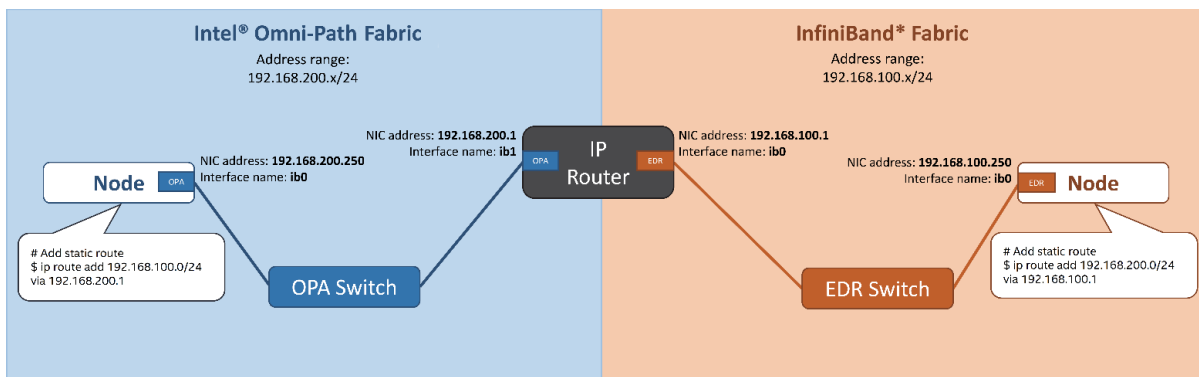 Intel® Omni-Path Fabric
Address range:
192.168.200.x/24
InfiniBand* Fabric
Address range:
192.168.100.x/24
NIC address: 192.168.200.250
Interface name: ib0
Node
OPA
# Add static route
$ ip route add 192.168.100.0/24
via 192.168.200.1
OPA Switch
NIC address: 192.168.200.1
Interface name: ib1
OPA
IP
Router
EDR
NIC address: 192.168.100.1
Interface name: ib0
EDR Switch
NIC address: 192.168.100.250
Interface name: ib0
EDR
Node
# Add static route
$ ip route add 192.168.200.0/24
via 192.168.100.1